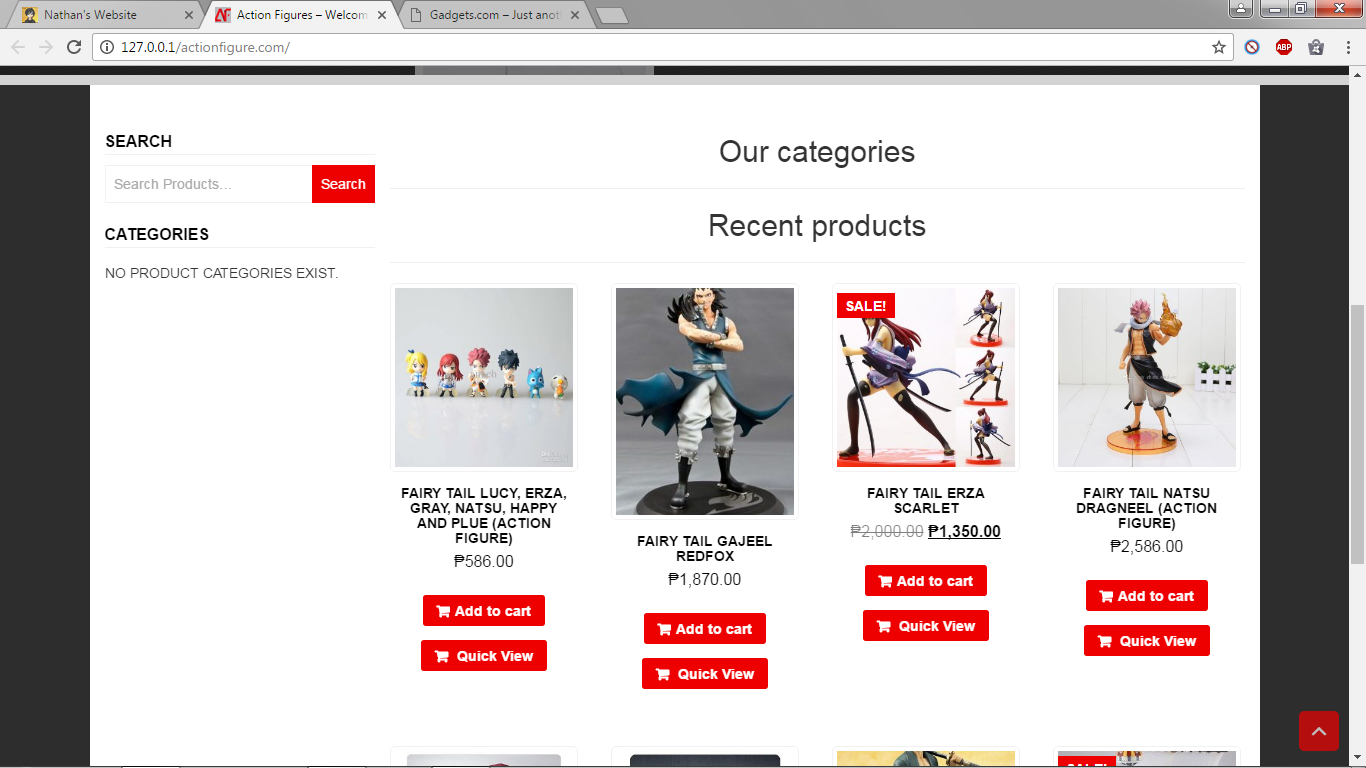 Nathan's Website
Action Figures – Welcom
Gadgets.com – Just anot
127.0.0.1/actionfigure.com/
ABP
SEARCH
Search Products...
Search
CATEGORIES
NO PRODUCT CATEGORIES EXIST.
Our categories
Recent products
FAIRY TAIL LUCY, ERZA,
GRAY, NATSU, HAPPY
AND PLUE (ACTION
FIGURE)
₱586.00
Add to cart
Quick View
FAIRY TAIL GAJEEL
REDFOX
₱1,870.00
Add to cart
Quick View
SALE!
FAIRY TAIL ERZA
SCARLET
₱2,000.00 ₱1,350.00
Add to cart
Quick View
FAIRY TAIL NATSU
DRAGNEEL (ACTION
FIGURE)
₱2,586.00
Add to cart
Quick View
SALE!